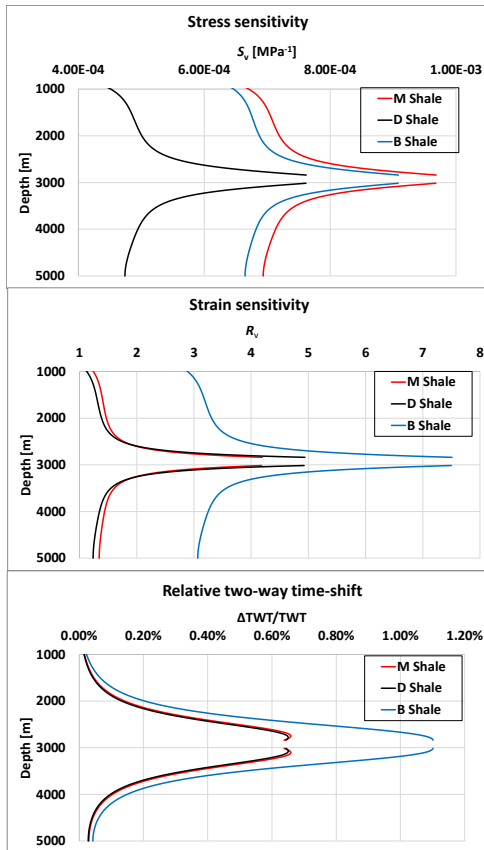 Stress sensitivity
Sv [MPa-1]
4.00E-04 6.00E-04 8.00E-04 1.00E-03
1000
2000
3000
4000
5000
Depth [m]
M Shale
D Shale
B Shale
Strain sensitivity
Rv
1 2 3 4 5 6 7 8
1000
2000
3000
4000
5000
Depth [m]
M Shale
D Shale
B Shale
Relative two-way time-shift
ΔTWT/TWT
0.00% 0.20% 0.40% 0.60% 0.80% 1.00% 1.20%
1000
2000
3000
4000
5000
Depth [m]
M Shale
D Shale
B Shale